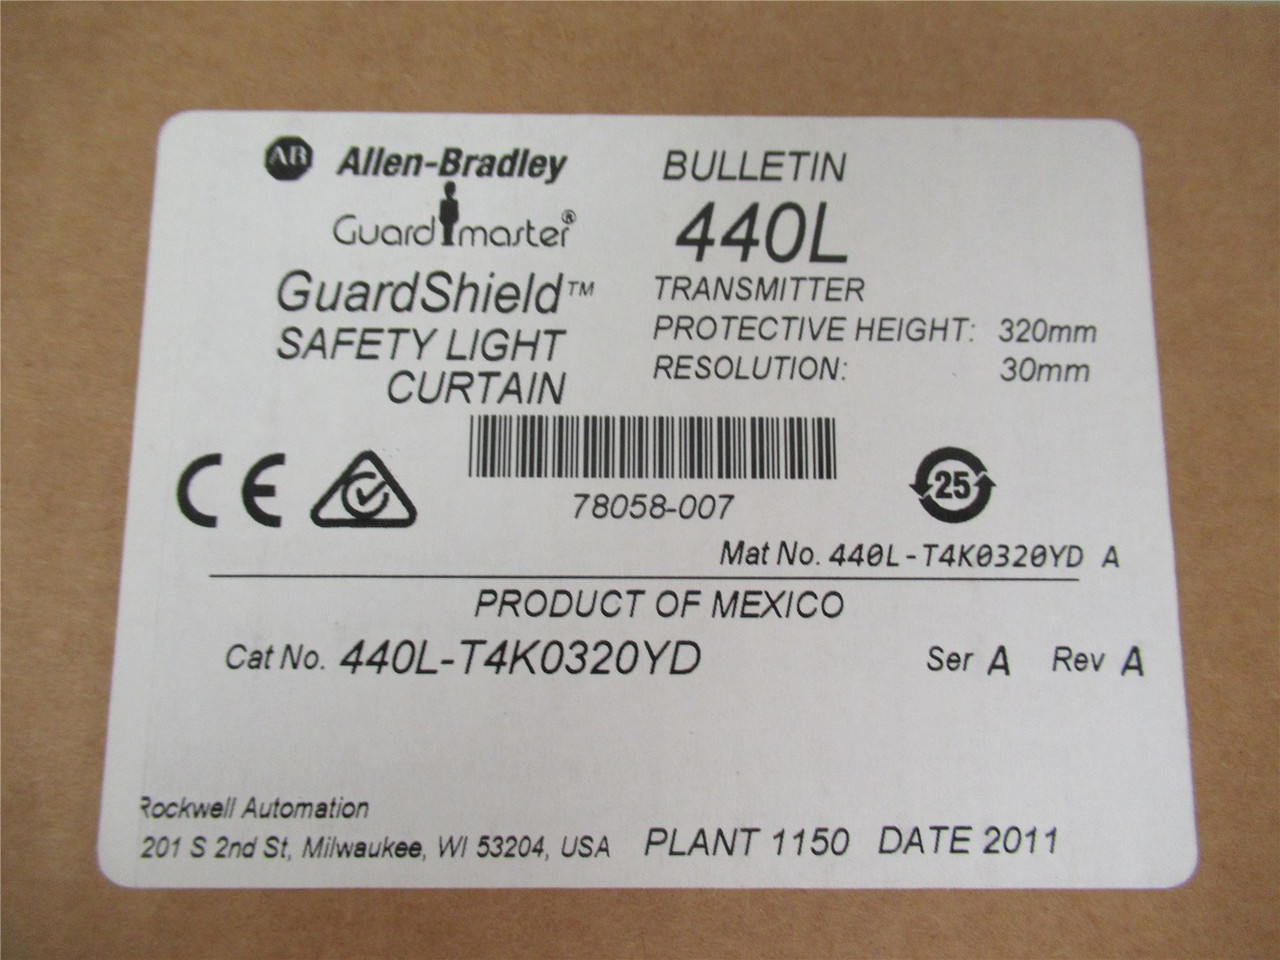 AB Allen-Bradley
Guardmaster®
GuardShield™
SAFETY LIGHT
CURTAIN
BULLETIN
440L
TRANSMITTER
PROTECTIVE HEIGHT: 320mm
RESOLUTION: 30mm
CE
78058-007
25
Mat No. 440L-T4K0320YD A
PRODUCT OF MEXICO
Cat No. 440L-T4K0320YD Ser A Rev A
Rockwell Automation
201 S 2nd St, Milwaukee, WI 53204, USA PLANT 1150 DATE 2011